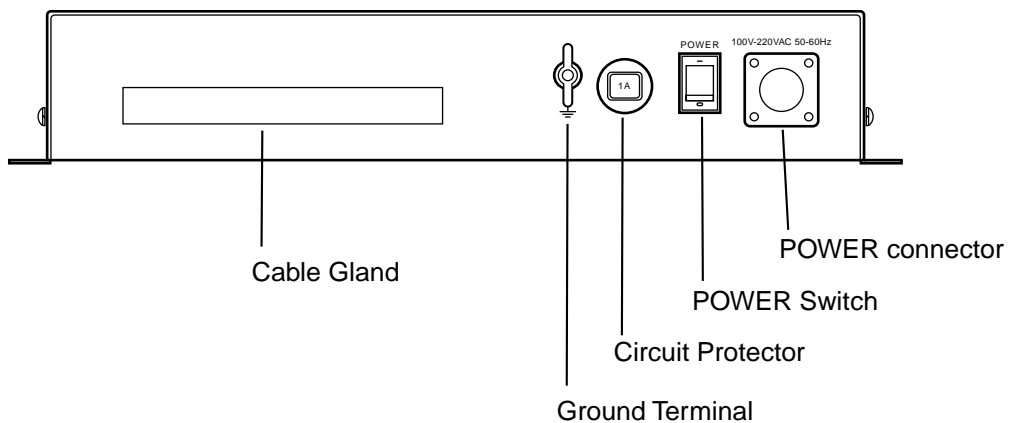 POWER
100V-220VAC 50-60Hz
1A
POWER connector
Cable Gland
POWER Switch
Circuit Protector
Ground Terminal